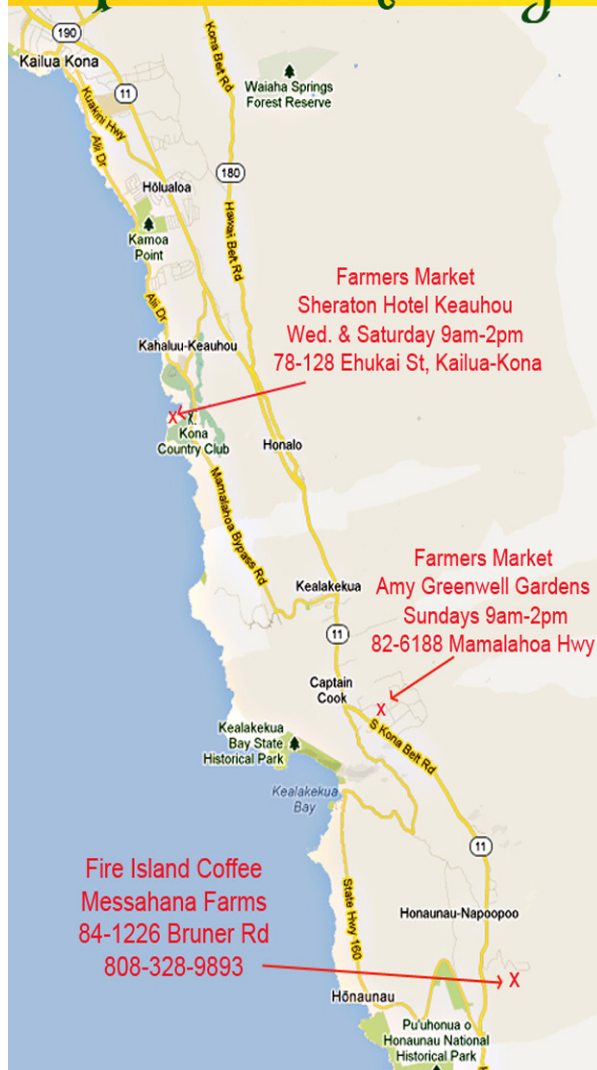 190
Kailua Kona
Kona Belt Rd
Waiaha Springs
Forest Reserve
11
Kuakini Hwy
Alii Dr
180
Hōlualoa
Hawaii Belt Rd
Kamoa
Point
Farmers Market
Sheraton Hotel Keauhou
Wed. & Saturday 9am-2pm
78-128 Ehukai St, Kailua-Kona
Alii Dr
Kahaluu-Keauhou
X
Kona
Country Club
Honalo
Mamalahoa Bypass Rd
Farmers Market
Amy Greenwell Gardens
Sundays 9am-2pm
82-6188 Mamalahoa Hwy
Kealakekua
11
Captain
Cook
X
S Kona Belt Rd
Kealakekua
Bay State
Historical Park
Kealakekua
Bay
11
Fire Island Coffee
Messahana Farms
84-1226 Bruner Rd
808-328-9893
State Hwy 160
Honaunau-Napoopoo
X
Hōnaunau
Pu'uhonua o
Honaunau National
Historical Park